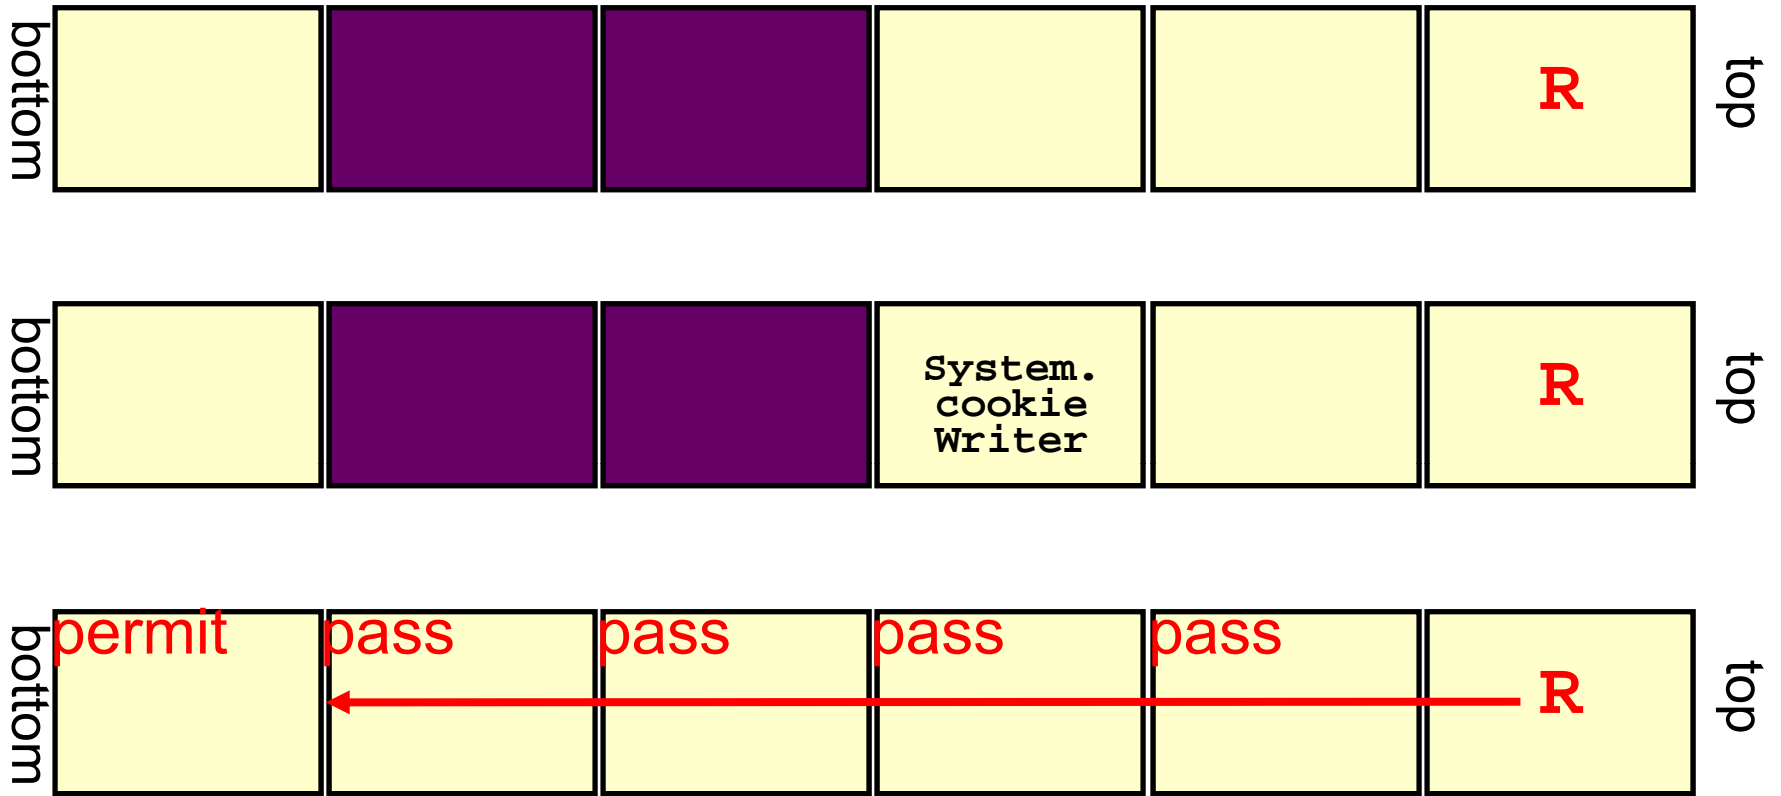 bottom R top
bottom System. R top
cookie
Writer
permit pass pass pass pass
bottom R top